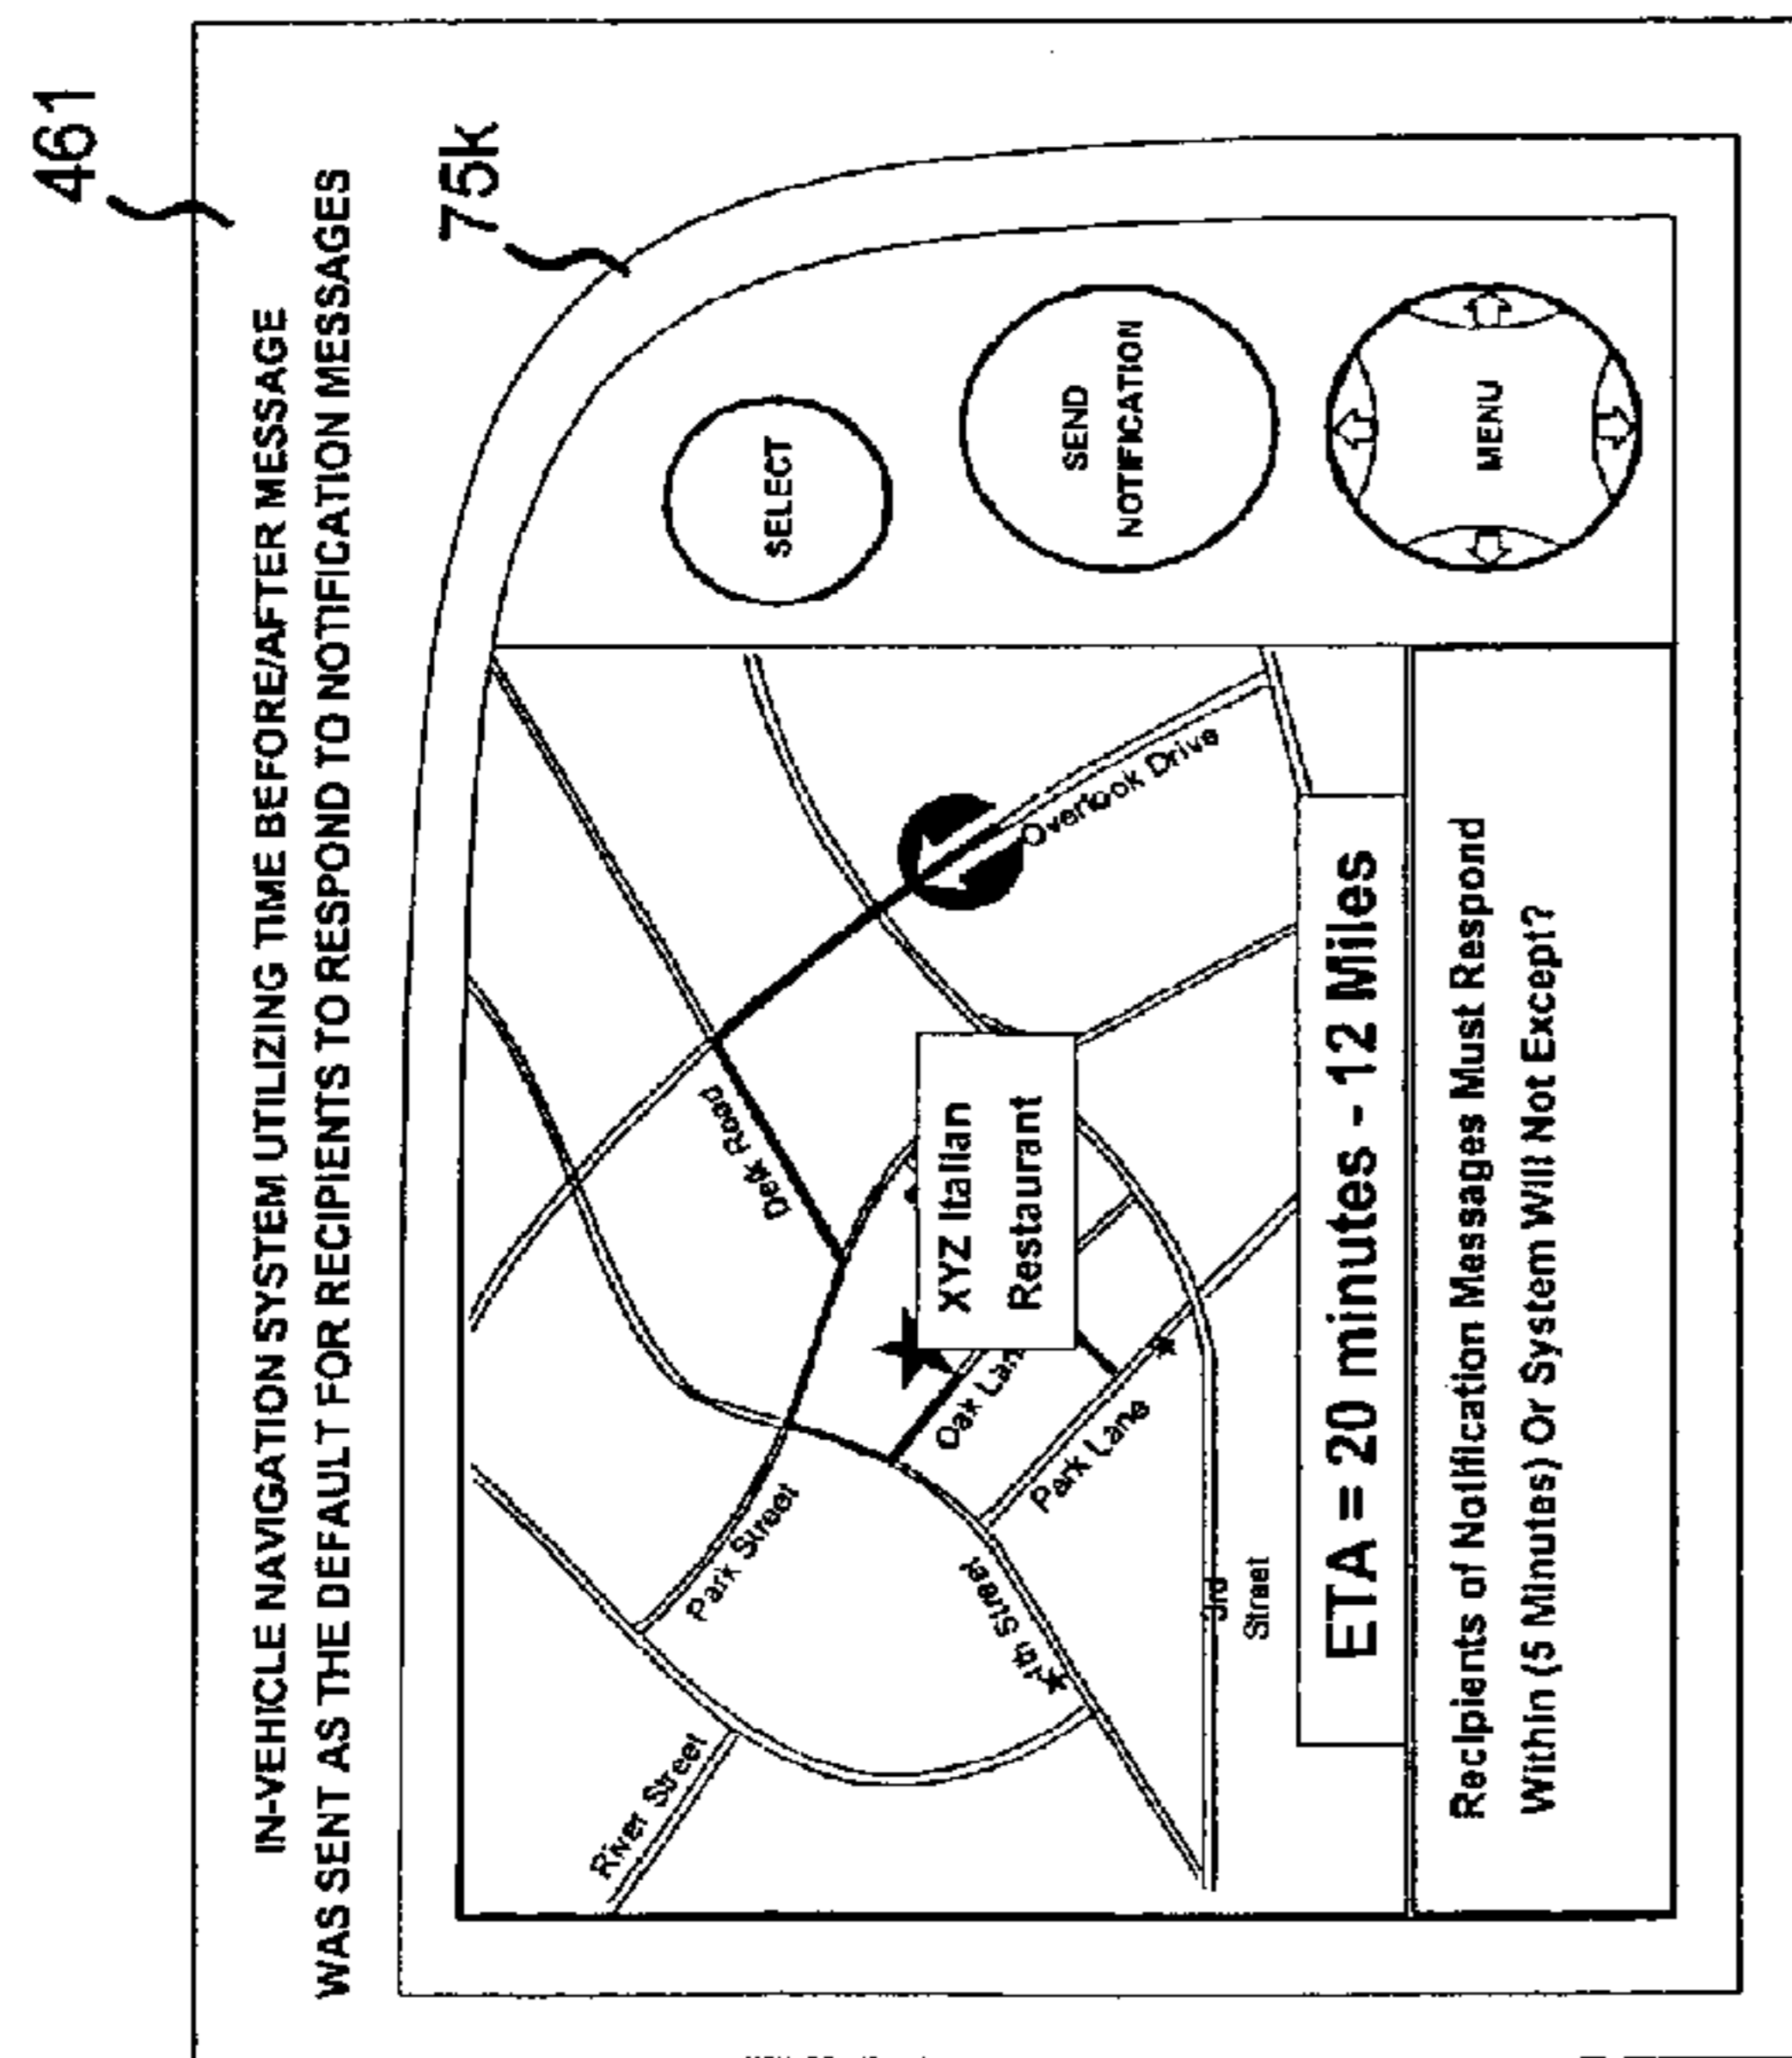 461
IN-VEHICLE NAVIGATION SYSTEM UTILIZING TIME BEFORE/AFTER MESSAGE
WAS SENT AS THE DEFAULT FOR RECIPIENTS TO RESPOND TO NOTIFICATION MESSAGES
75k
River Street
Park Street
Delk Road
SELECT
4th Street
Oak Lan
XYZ Italian
Restaurant
Overlook Drive
Park Lane
SEND
NOTIFICATION
3rd
Street
ETA = 20 minutes - 12 Miles
MENU
Recipients of Notification Messages Must Respond
Within (5 Minutes) Or System Will Not Except?